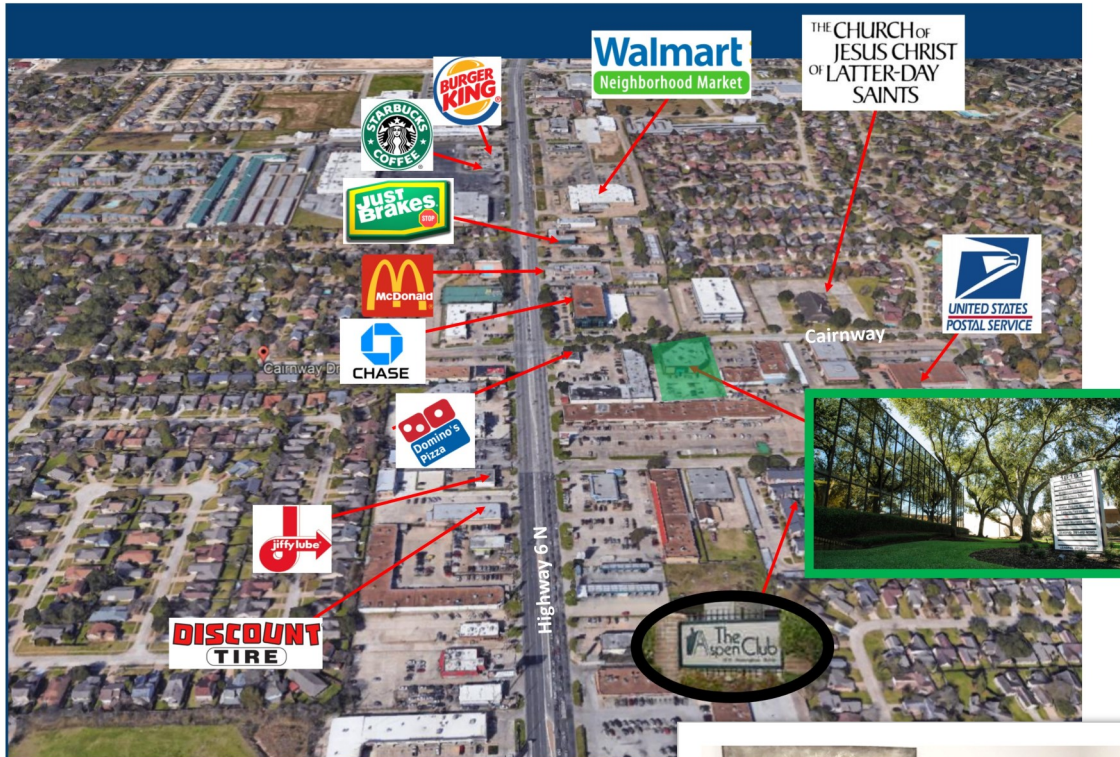 THE CHURCH OF
JESUS CHRIST
OF LATTER-DAY
SAINTS
Walmart
Neighborhood Market
BURGER
KING
STARBUCKS
COFFEE
JUST
Brakes
STOP
McDonald
UNITED STATES
POSTAL SERVICE
Cairnway
CHASE
Cairnway Dr
Domino's
Pizza
jiffy lube
Highway 6 N
DISCOUNT
TIRE
The
Aspen Club